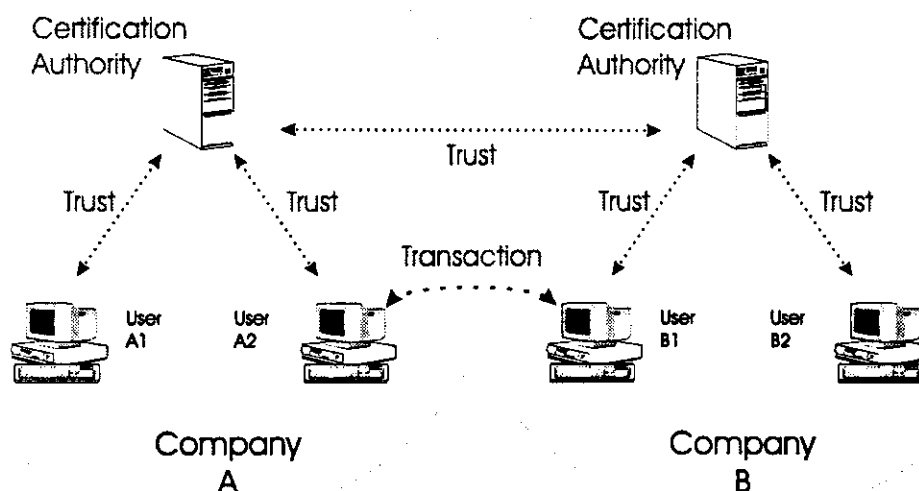 Certification
Authority
Certification
Authority
Trust
Trust
Trust
Trust
Trust
Transaction
User
A1
User
A2
User
B1
User
B2
Company
A
Company
B